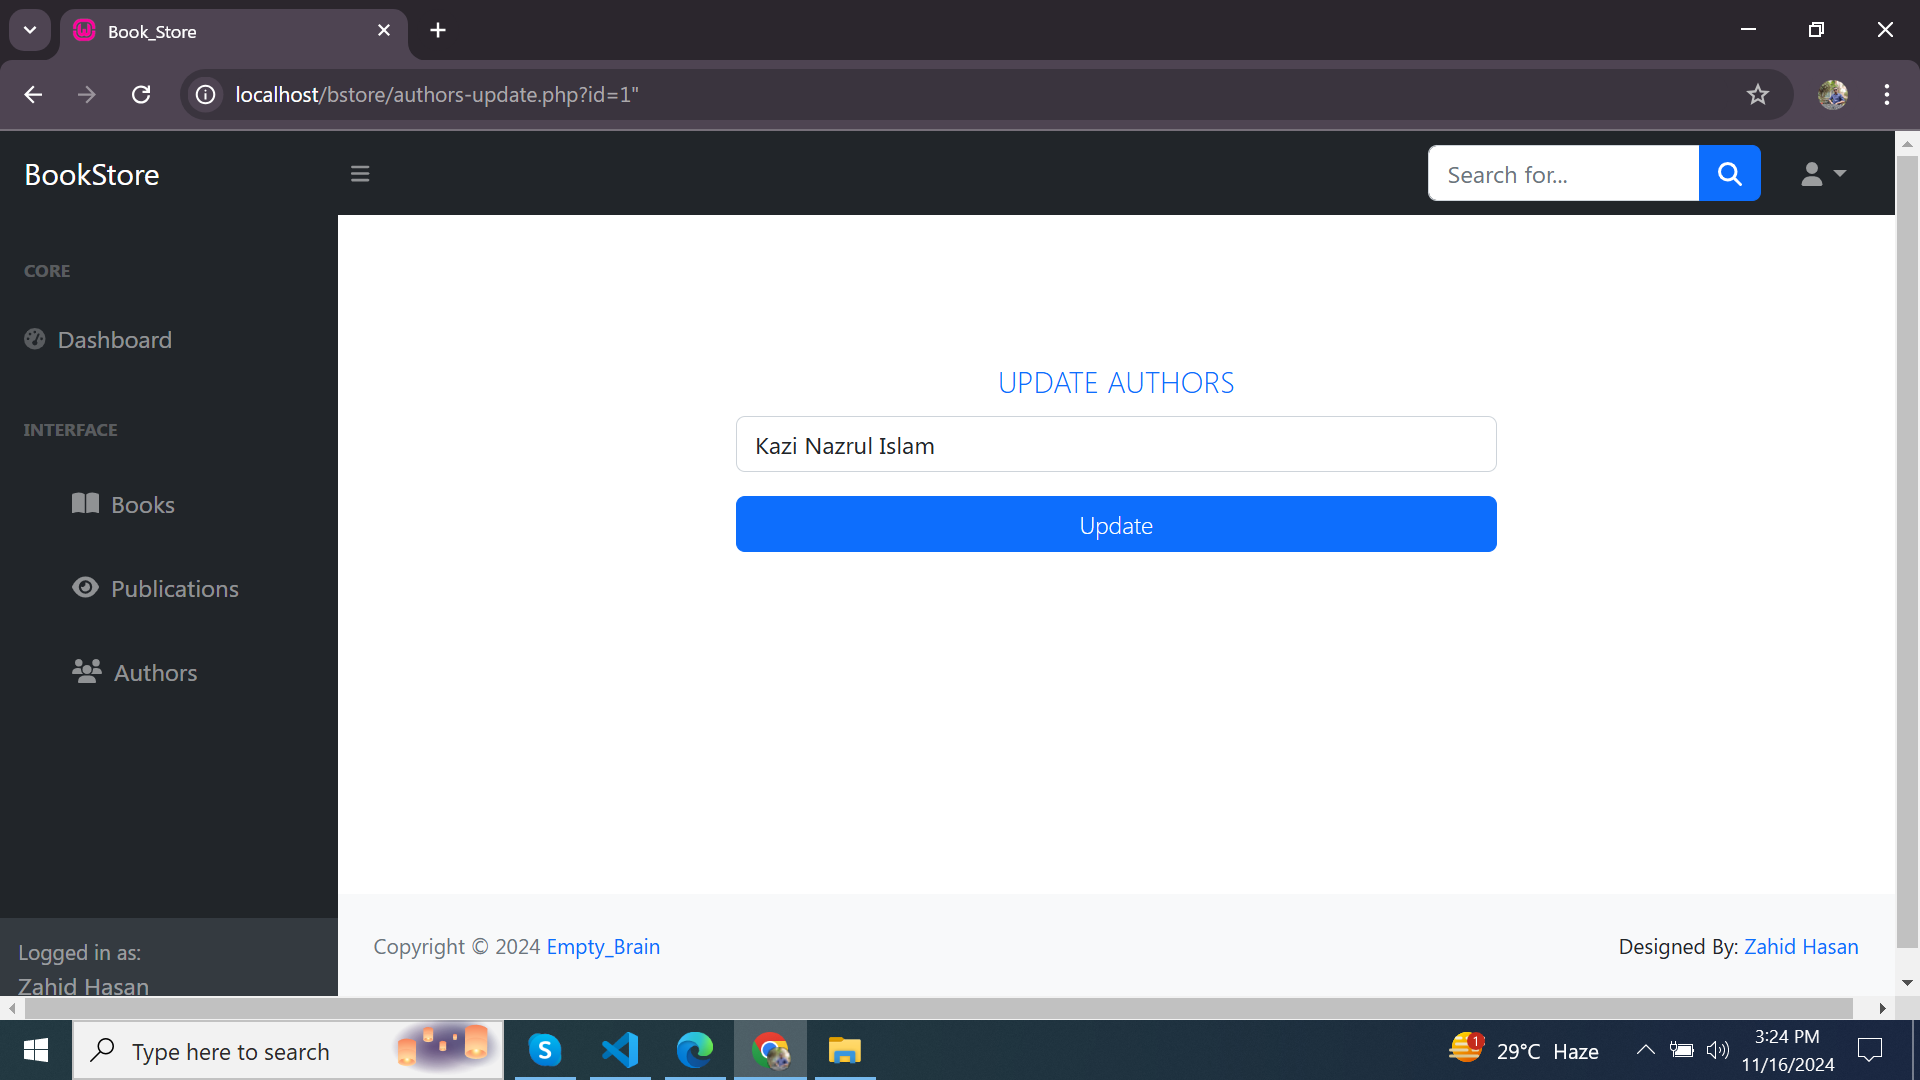 Book_Store
localhost/bstore/authors-update.php?id=1"
BookStore
Search for...
CORE
Dashboard
INTERFACE
Books
Publications
Authors
UPDATE AUTHORS
Kazi Nazrul Islam
Update
Logged in as:
Zahid Hasan
Copyright © 2024 Empty_Brain
Designed By: Zahid Hasan
Type here to search
S
1
29°C Haze
3:24 PM
11/16/2024